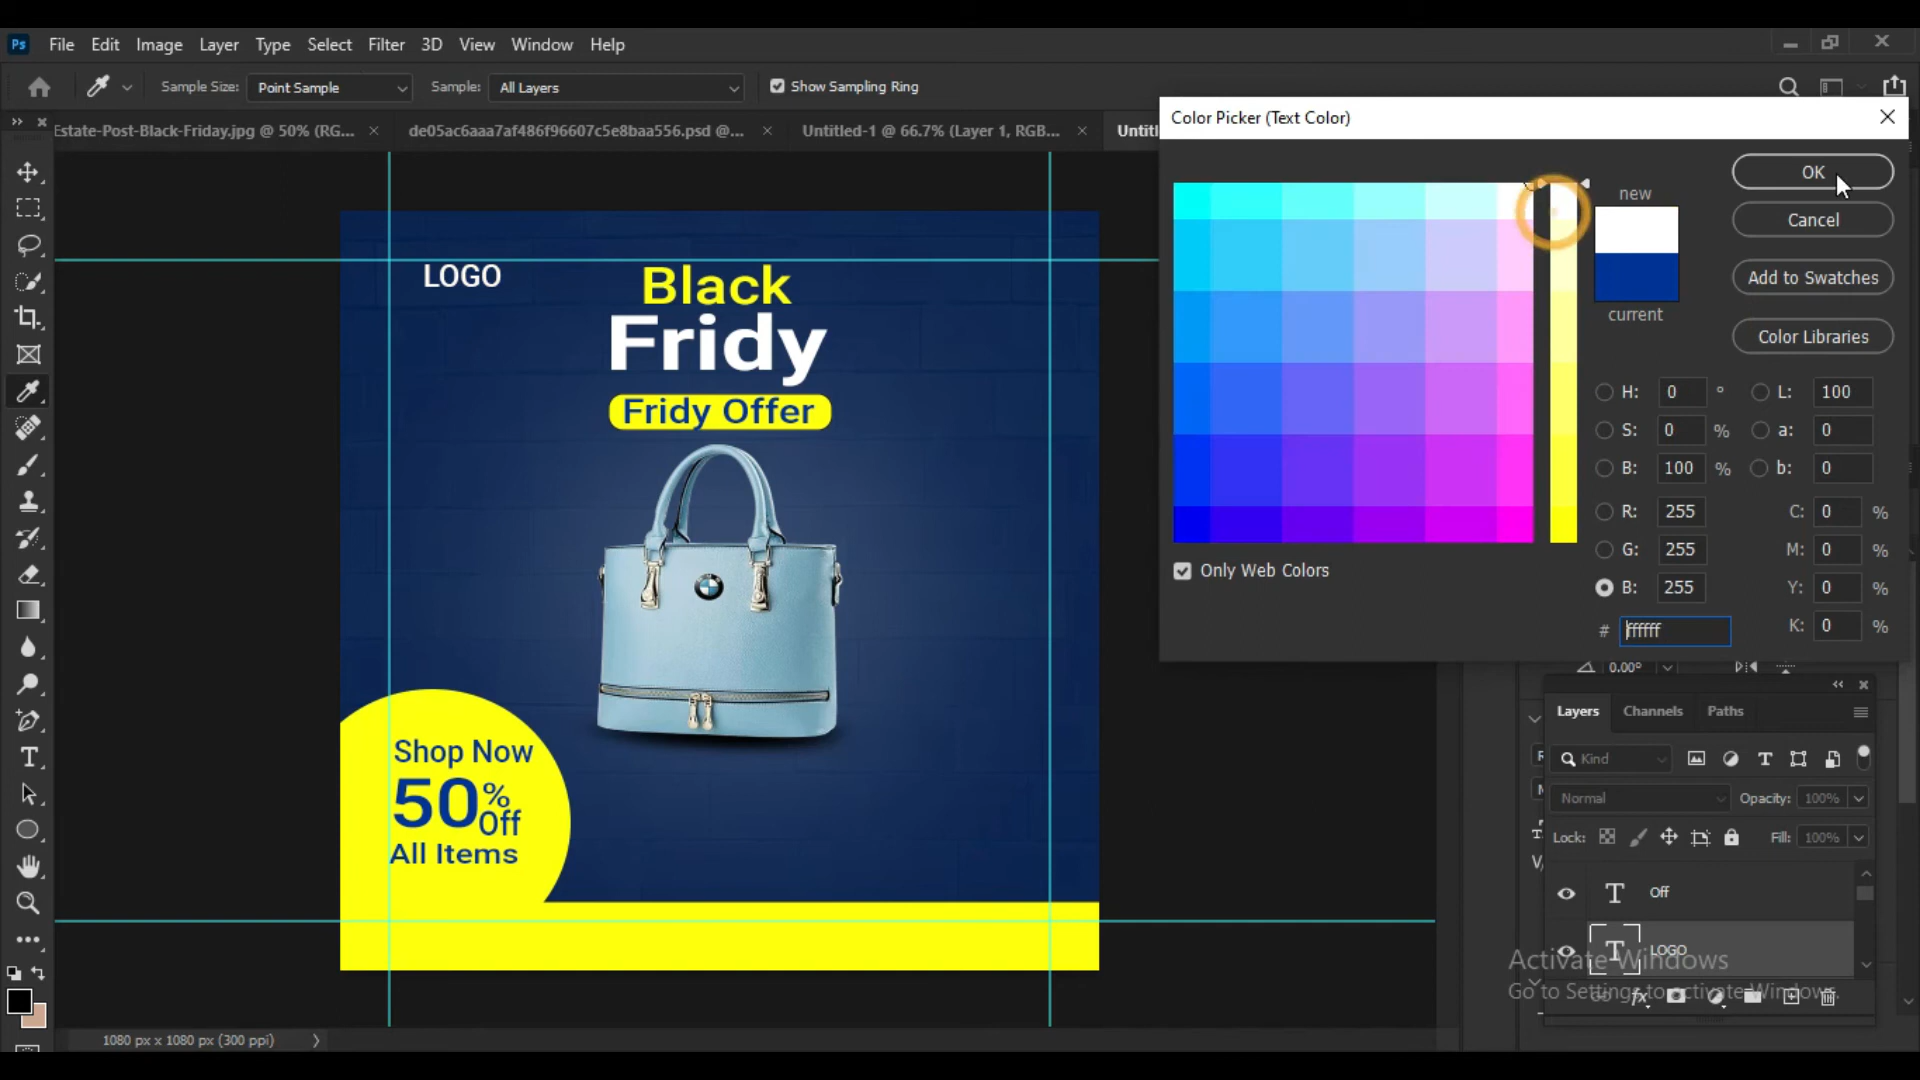 Ps File Edit Image Layer Type Select Filter 3D View Window Help
Sample Size: Point Sample Sample: All Layers Show Sampling Ring
Estate-Post-Black-Friday.jpg @ 50% (RG... × de05ac6aaa7af486f96607c5e8baa556.psd @... × Untitled-1 @ 66.7% (Layer 1, RGB... ×
Color Picker (Text Color)
new
current
OK
Cancel
Add to Swatches
Color Libraries
H: 0 ° L: 100
S: 0 % a: 0
B: 100 % b: 0
R: 255 C: 0 %
G: 255 M: 0 %
B: 255 Y: 0 %
# ffffff K: 0 %
Only Web Colors
LOGO
Black
Fridy
Fridy Offer
Shop Now
50%
Off
All Items
0.00°
Layers Channels Paths
Kind
Normal Opacity: 100%
Lock: Fill: 100%
Off
LOGO
Activate Windows
Go to Settings to activate Windows.
1080 px x 1080 px (300 ppi)